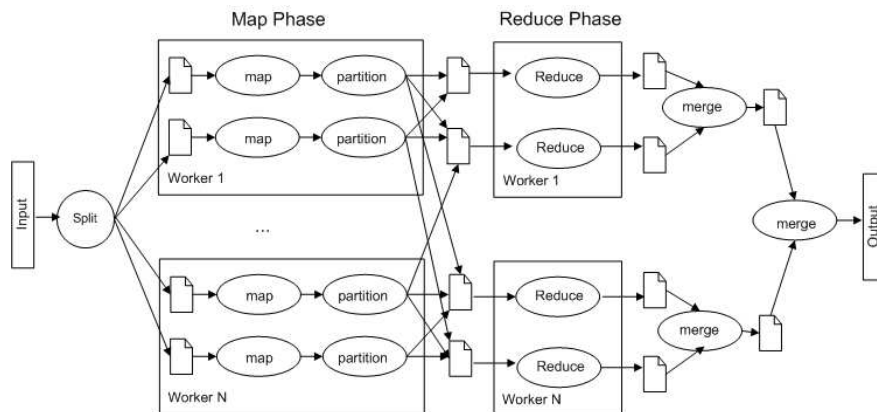 Map Phase
Reduce Phase
map
partition
Reduce
merge
map
partition
Reduce
Worker 1
Worker 1
Input
Split
...
merge
Output
map
partition
Reduce
merge
map
partition
Reduce
Worker N
Worker N